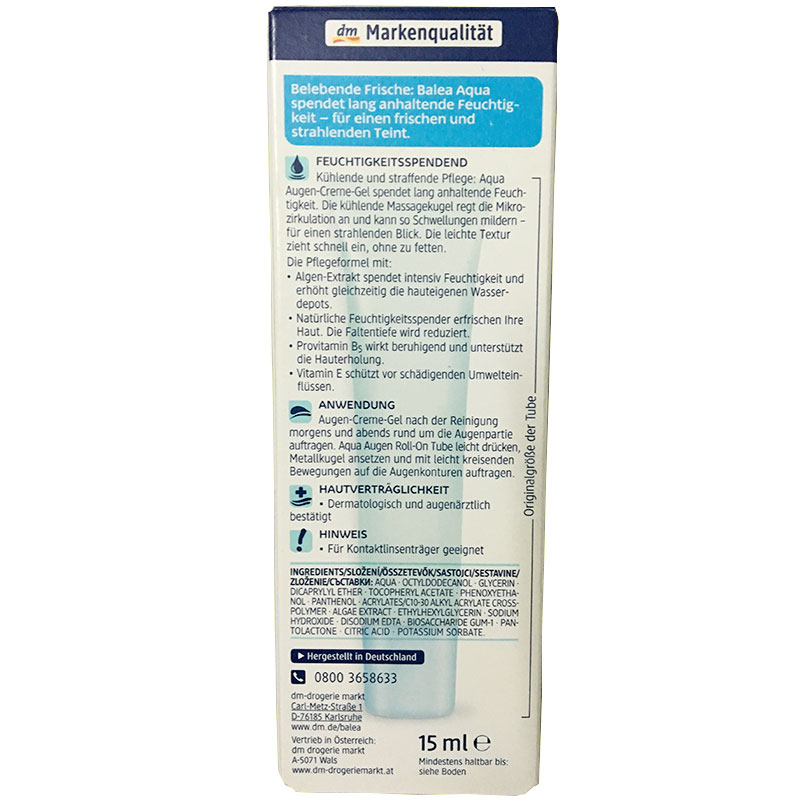 dm Markenqualität
Belebende Frische: Balea Aqua
spendet lang anhaltende Feuchtig-
keit – für einen frischen und
strahlenden Teint.
FEUCHTIGKEITSSPENDEND
Kühlende und straffende Pflege: Aqua
Augen-Creme-Gel spendet lang anhaltende Feuch-
tigkeit. Die kühlende Massagekugel regt die Mikro-
zirkulation an und kann so Schwellungen mildern –
für einen strahlenden Blick. Die leichte Textur
zieht schnell ein, ohne zu fetten.
Die Pflegeformel mit:
• Algen-Extrakt spendet intensiv Feuchtigkeit und
erhöht gleichzeitig die hauteigenen Wasser-
depots.
• Natürliche Feuchtigkeitsspender erfrischen Ihre
Haut. Die Faltentiefe wird reduziert.
• Provitamin B5 wirkt beruhigend und unterstützt
die Hauterholung.
• Vitamin E schützt vor schädigenden Umweltein-
flüssen.
ANWENDUNG
Augen-Creme-Gel nach der Reinigung
morgens und abends rund um die Augenpartie
auftragen. Aqua Augen Roll-On Tube leicht drücken,
Metallkugel ansetzen und mit leicht kreisenden
Bewegungen auf die Augenkonturen auftragen.
HAUTVERTRÄGLICHKEIT
• Dermatologisch und augenärztlich
bestätigt
HINWEIS
• Für Kontaktlinsenträger geeignet
INGREDIENTS/SLOŽENÍ/ÖSSZETEVŐK/SASTOJCI/SESTAVINE/
ZLOŽENIE/СЪСТАВКИ: AQUA · OCTYLDODECANOL · GLYCERIN ·
DICAPRYLYL ETHER · TOCOPHERYL ACETATE · PHENOXYETHA-
NOL · PANTHENOL · ACRYLATES/C10-30 ALKYL ACRYLATE CROSS-
POLYMER · ALGAE EXTRACT · ETHYLHEXYLGLYCERIN · SODIUM
HYDROXIDE · DISODIUM EDTA · BIOSACCHARIDE GUM-1 · PAN-
TOLACTONE · CITRIC ACID · POTASSIUM SORBATE.
Hergestellt in Deutschland
0800 3658633
dm-drogerie markt
Carl-Metz-Straße 1
D-76185 Karlsruhe
www.dm.de/balea
Vertrieb in Österreich:
dm drogerie markt
A-5071 Wals
www.dm-drogeriemarkt.at
15 ml ℮
Mindestens haltbar bis:
siehe Boden
Originalgröße der Tube